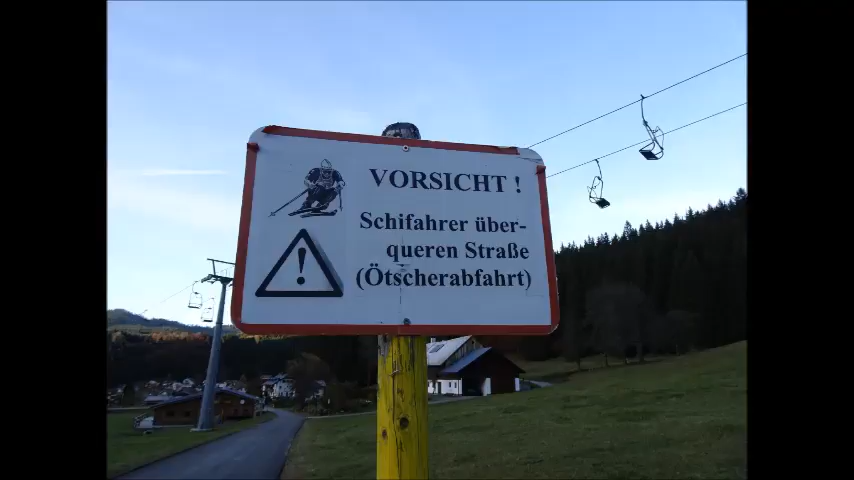 VORSICHT !
Schifahrer über-
queren Straße
(Ötscherabfahrt)